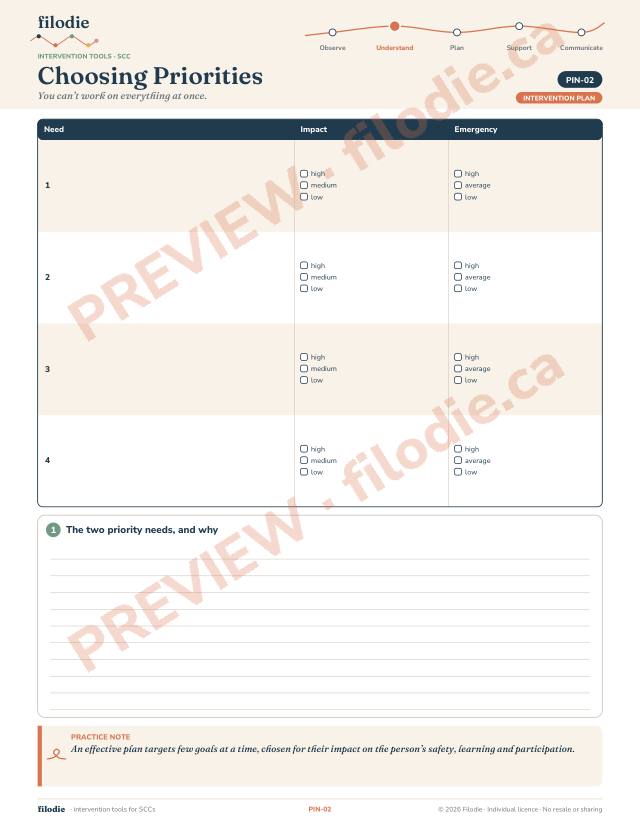 filodie
INTERVENTION TOOLS · SCC
Choosing Priorities
You can't work on everything at once.
Observe Understand Plan Support Communicate
PIN-02
INTERVENTION PLAN
Need Impact Emergency
1
high
medium
low
high
average
low
2
high
medium
low
high
average
low
3
high
medium
low
high
average
low
4
high
medium
low
high
average
low
PREVIEW · filodie.ca
PREVIEW · filodie.ca
1 The two priority needs, and why
PRACTICE NOTE
An effective plan targets few goals at a time, chosen for their impact on the person's safety, learning and participation.
filodie · intervention tools for SCCs PIN-02 © 2026 Filodie · Individual licence · No resale or sharing